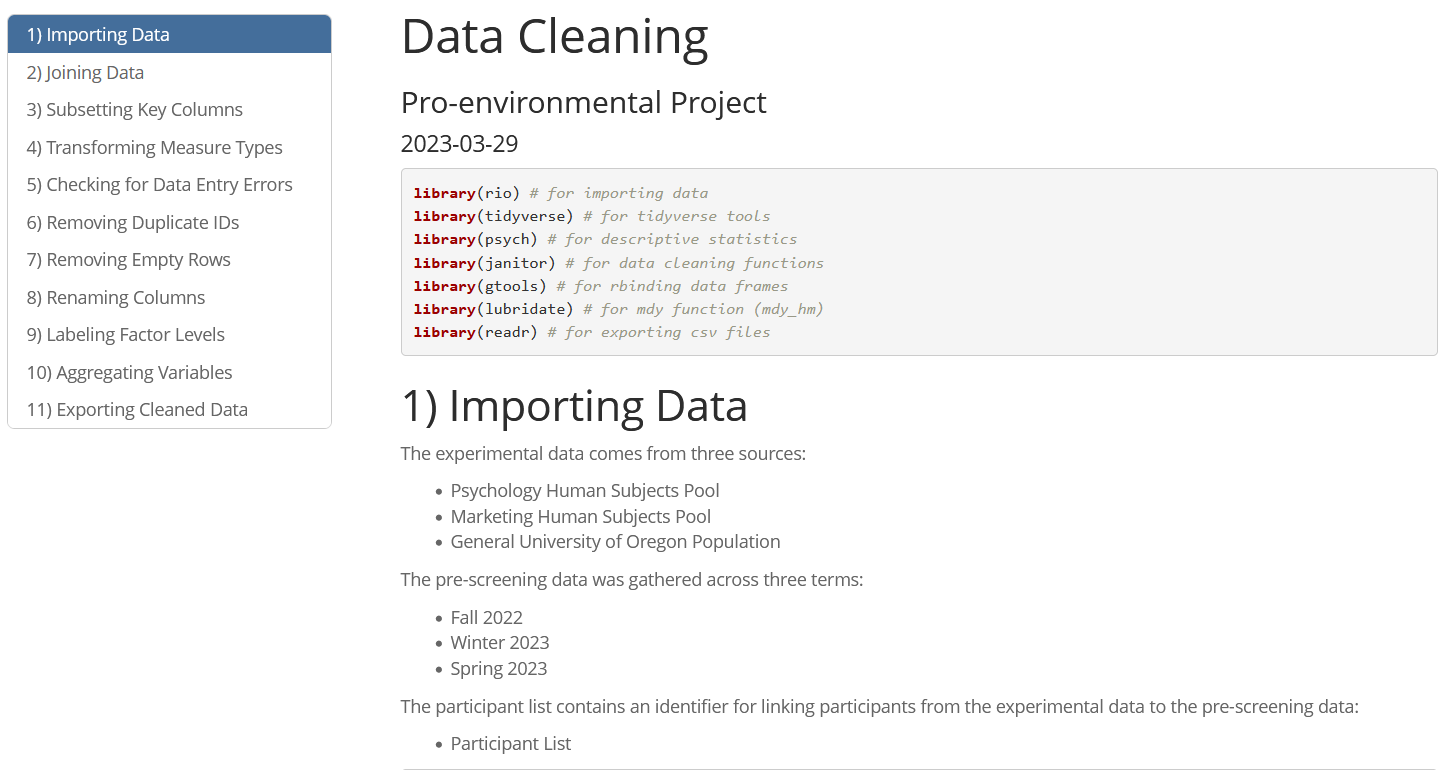 1) Importing Data
2) Joining Data
3) Subsetting Key Columns
4) Transforming Measure Types
5) Checking for Data Entry Errors
6) Removing Duplicate IDs
7) Removing Empty Rows
8) Renaming Columns
9) Labeling Factor Levels
10) Aggregating Variables
11) Exporting Cleaned Data
Data Cleaning
Pro-environmental Project
2023-03-29
library(rio) # for importing data
library(tidyverse) # for tidyverse tools
library(psych) # for descriptive statistics
library(janitor) # for data cleaning functions
library(gtools) # for rbinding data frames
library(lubridate) # for mdy function (mdy_hm)
library(readr) # for exporting csv files
1) Importing Data
The experimental data comes from three sources:
• Psychology Human Subjects Pool
• Marketing Human Subjects Pool
• General University of Oregon Population
The pre-screening data was gathered across three terms:
• Fall 2022
• Winter 2023
• Spring 2023
The participant list contains an identifier for linking participants from the experimental data to the pre-screening data:
• Participant List